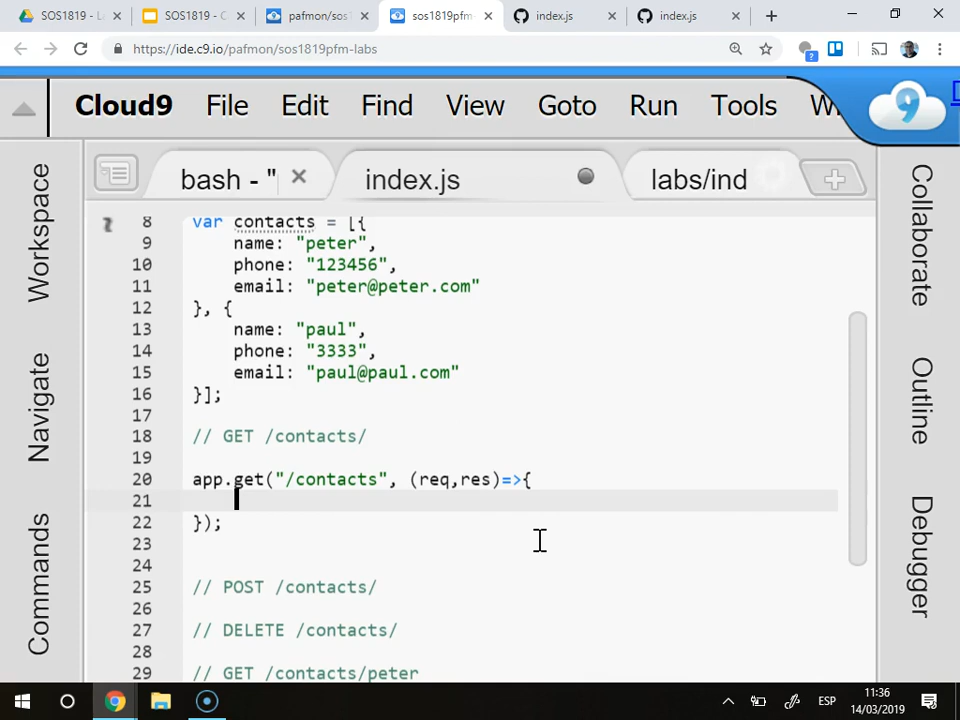 SOS1819 - L
SOS1819 - C
pafmon/sos
sos1819pfm
index.js
index.js
https://ide.c9.io/pafmon/sos1819pfm-labs
Cloud9 File Edit Find View Goto Run Tools
bash - "
index.js
labs/ind
Workspace
Navigate
Commands
Collaborate
Outline
Debugger
8 var contacts = [{
9 name: "peter",
10 phone: "123456",
11 email: "peter@peter.com"
12 }, {
13 name: "paul",
14 phone: "3333",
15 email: "paul@paul.com"
16 }];
17
18 // GET /contacts/
19
20 app.get("/contacts", (req,res)=>{
21
22 });
23
24
25 // POST /contacts/
26
27 // DELETE /contacts/
28
29 // GET /contacts/peter
ESP
11:36
14/03/2019